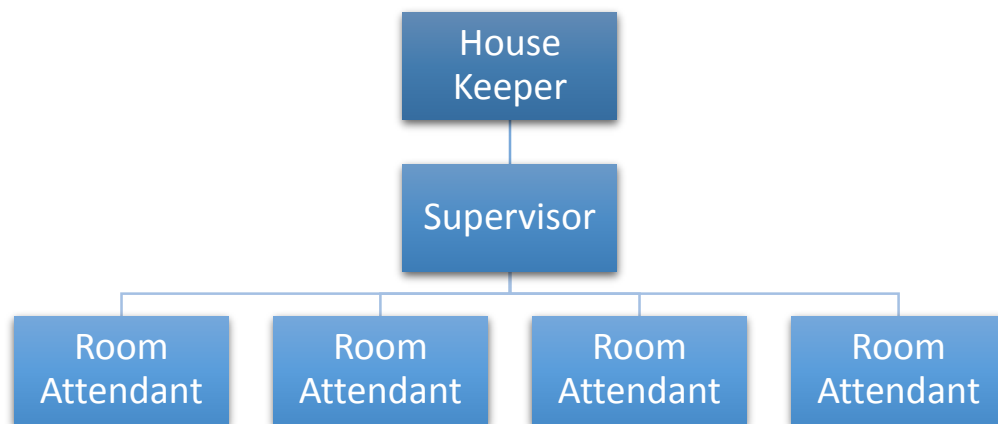 House
Keeper
Supervisor
Room
Attendant
Room
Attendant
Room
Attendant
Room
Attendant